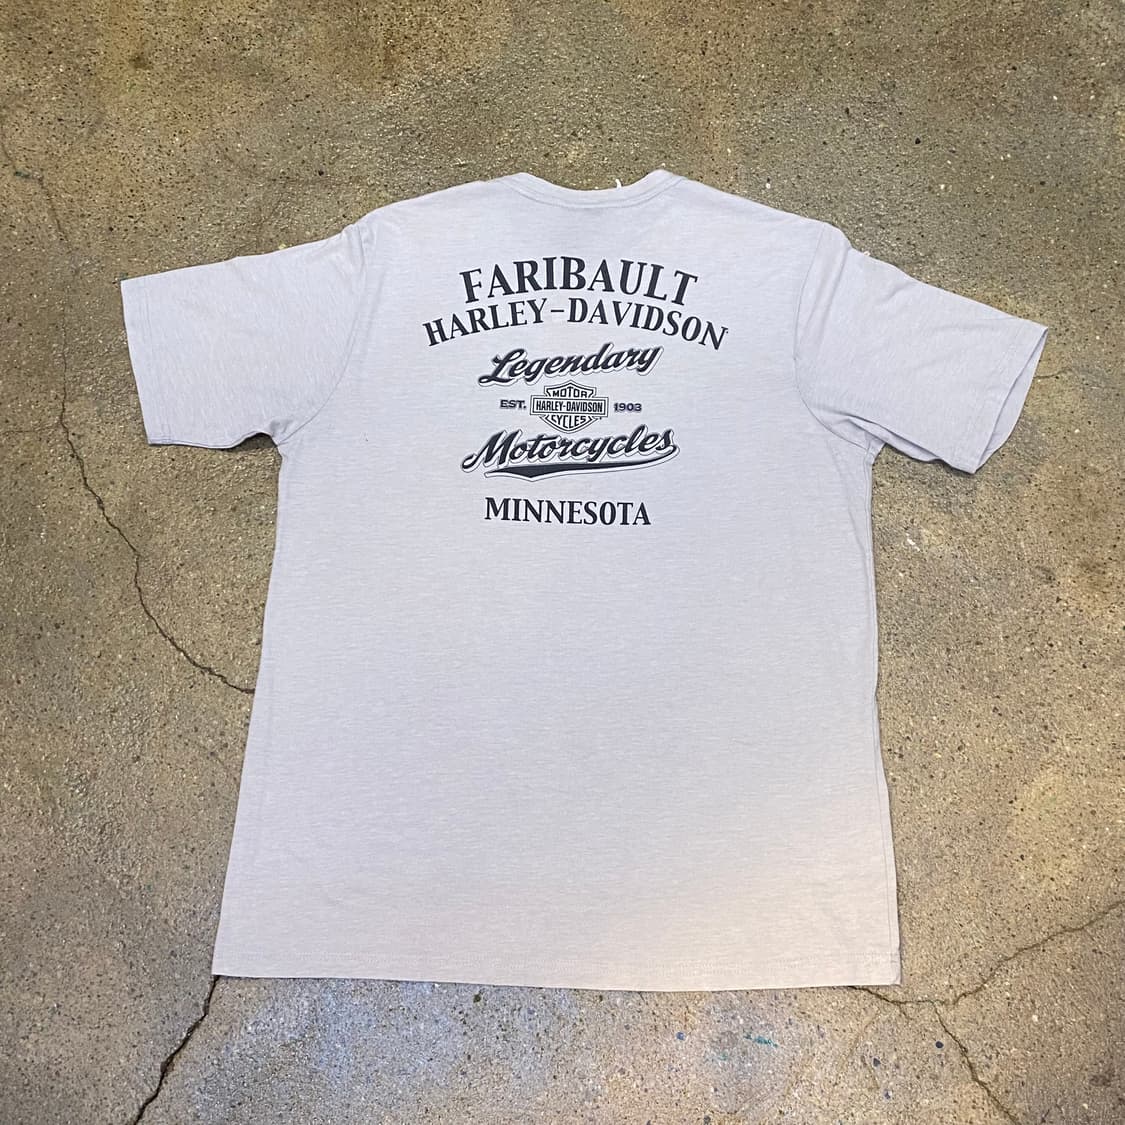 FARIBAULT
HARLEY-DAVIDSON
Legendary
MOTOR
EST. HARLEY-DAVIDSON 1903
CYCLES
Motorcycles
MINNESOTA